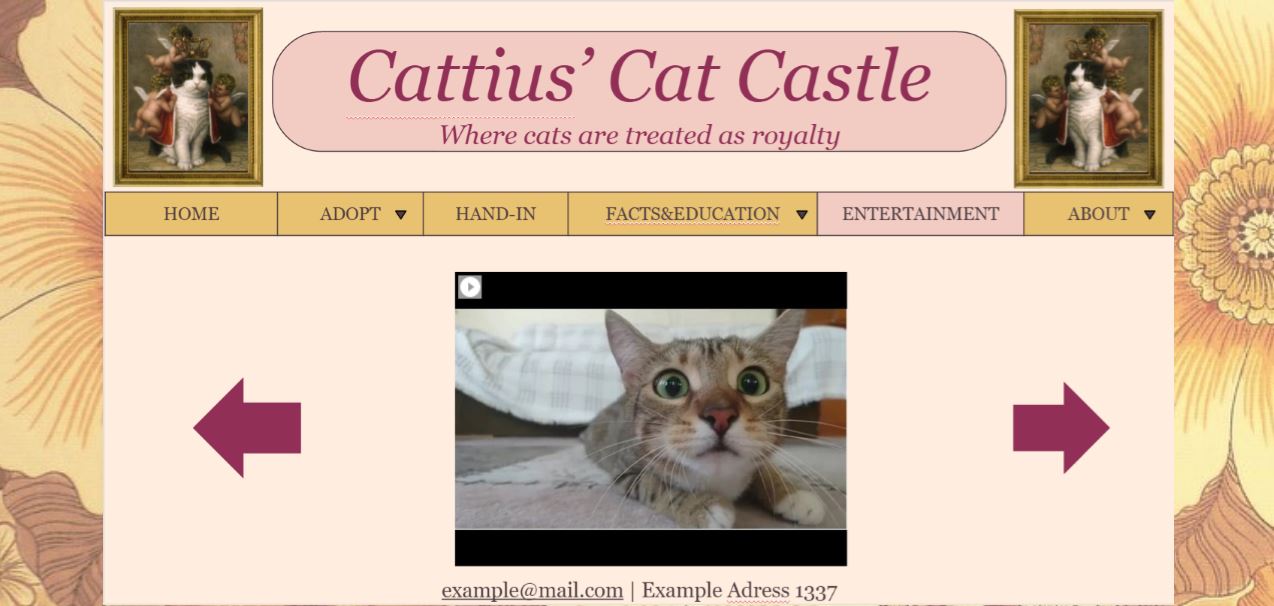 Cattius’ Cat Castle
Where cats are treated as royalty
HOME ADOPT HAND-IN FACTS&EDUCATION ENTERTAINMENT ABOUT
example@mail.com | Example Adress 1337